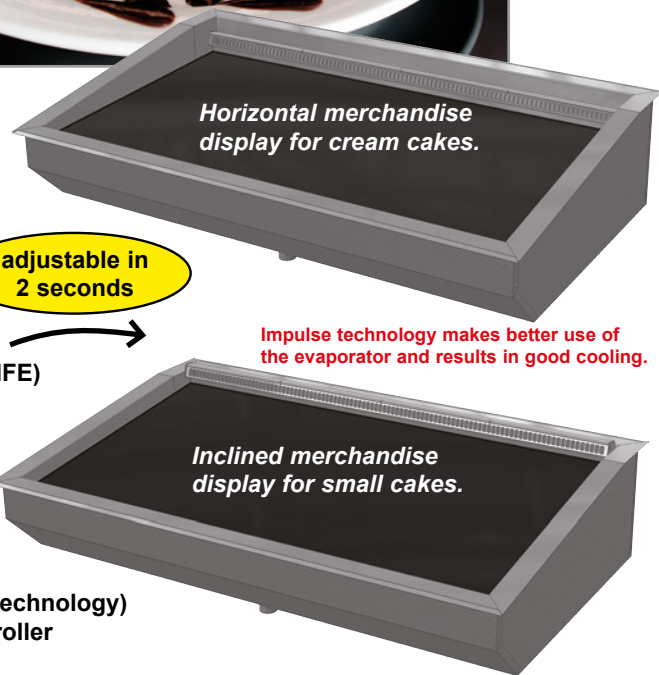 Horizontal merchandise
display for cream cakes.
adjustable in
2 seconds
Impulse technology makes better use of
the evaporator and results in good cooling.
Inclined merchandise
display for small cakes.
echnology)